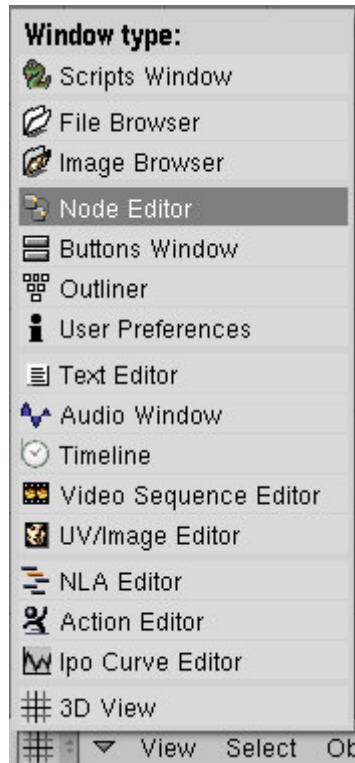 Window type:
Scripts Window
File Browser
Image Browser
Node Editor
Buttons Window
Outliner
User Preferences
Text Editor
Audio Window
Timeline
Video Sequence Editor
UV/Image Editor
NLA Editor
Action Editor
Ipo Curve Editor
3D View
View Select Ob